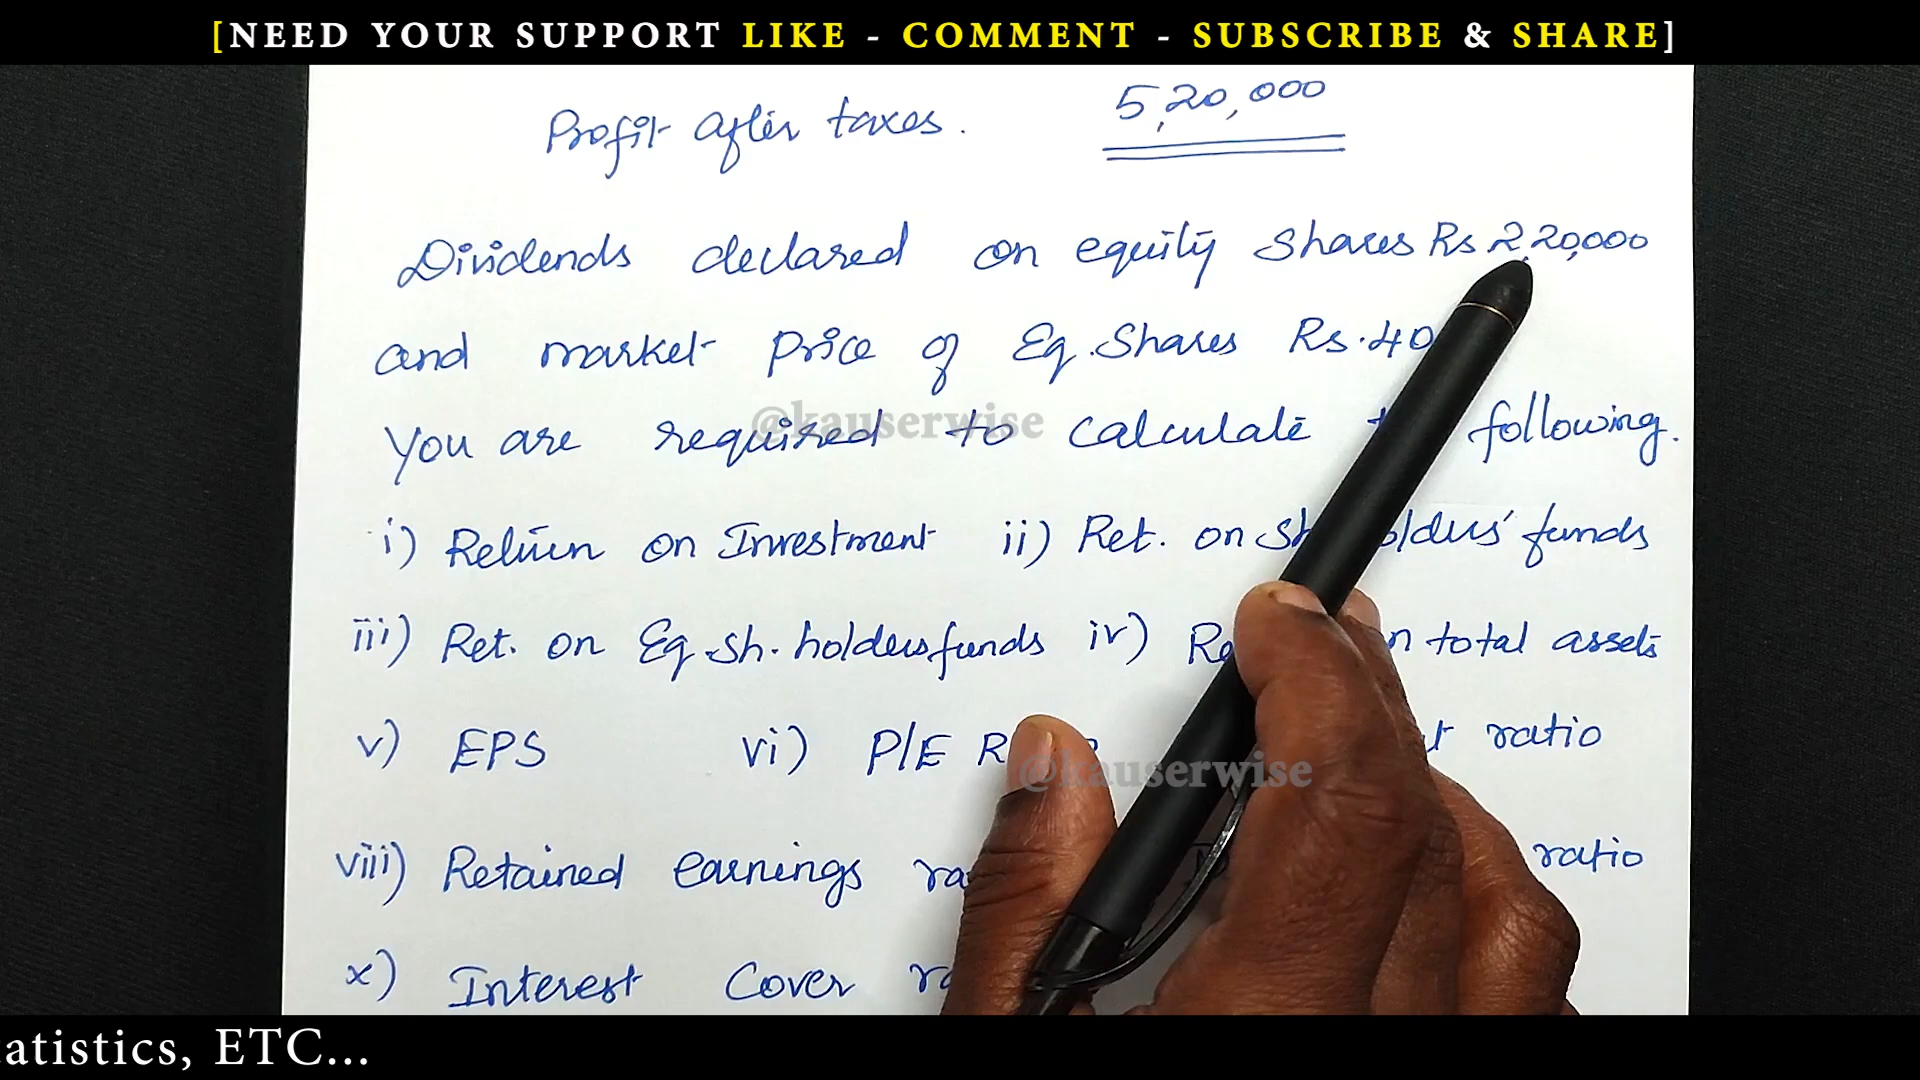 [NEED YOUR SUPPORT LIKE - COMMENT - SUBSCRIBE & SHARE]
Profit after taxes. 5,20,000
Dividends declared on equity Shares Rs 2,20,000
and market price of Eq. Shares Rs. 40
@kauserwise
You are required to calculate following.
i) Return on Investment ii) Ret. on funds
iii) Ret. on Eq. sh. holders funds iv) total assets
v) EPS vi) P/E ratio
@kauserwise
viii) Retained earnings ratio
x) Interest Cover
atistics, ETC...